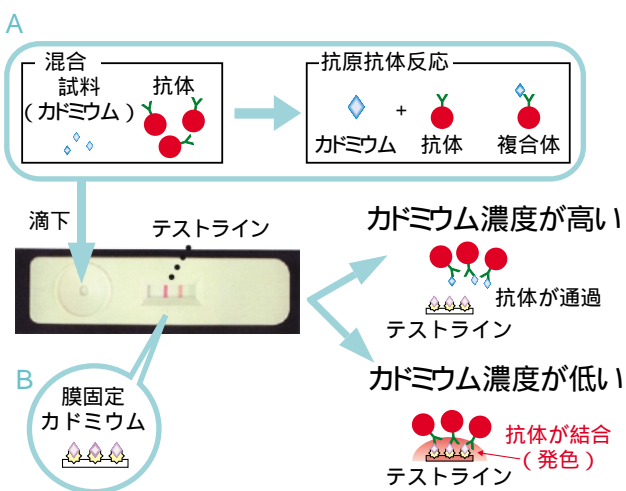 A
混合
試料
(カドミウム)
抗体
抗原抗体反応
カドミウム
+
抗体
複合体
滴下
テストライン
カドミウム濃度が高い
抗体が通過
テストライン
B
膜固定
カドミウム
カドミウム濃度が低い
抗体が結合
(発色)
テストライン